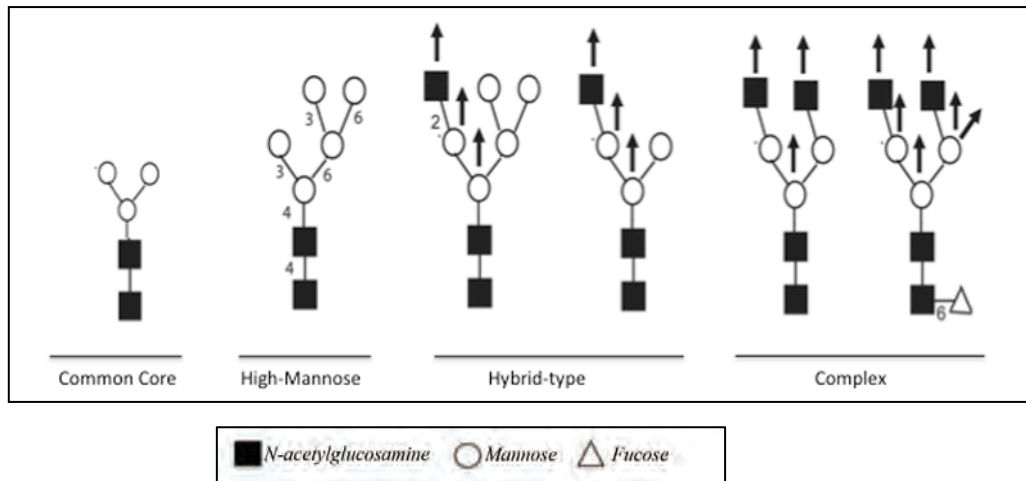 3
6
3
6
4
4
2
6
Common Core
High-Mannose
Hybrid-type
Complex
N-acetylglucosamine Mannose Fucose